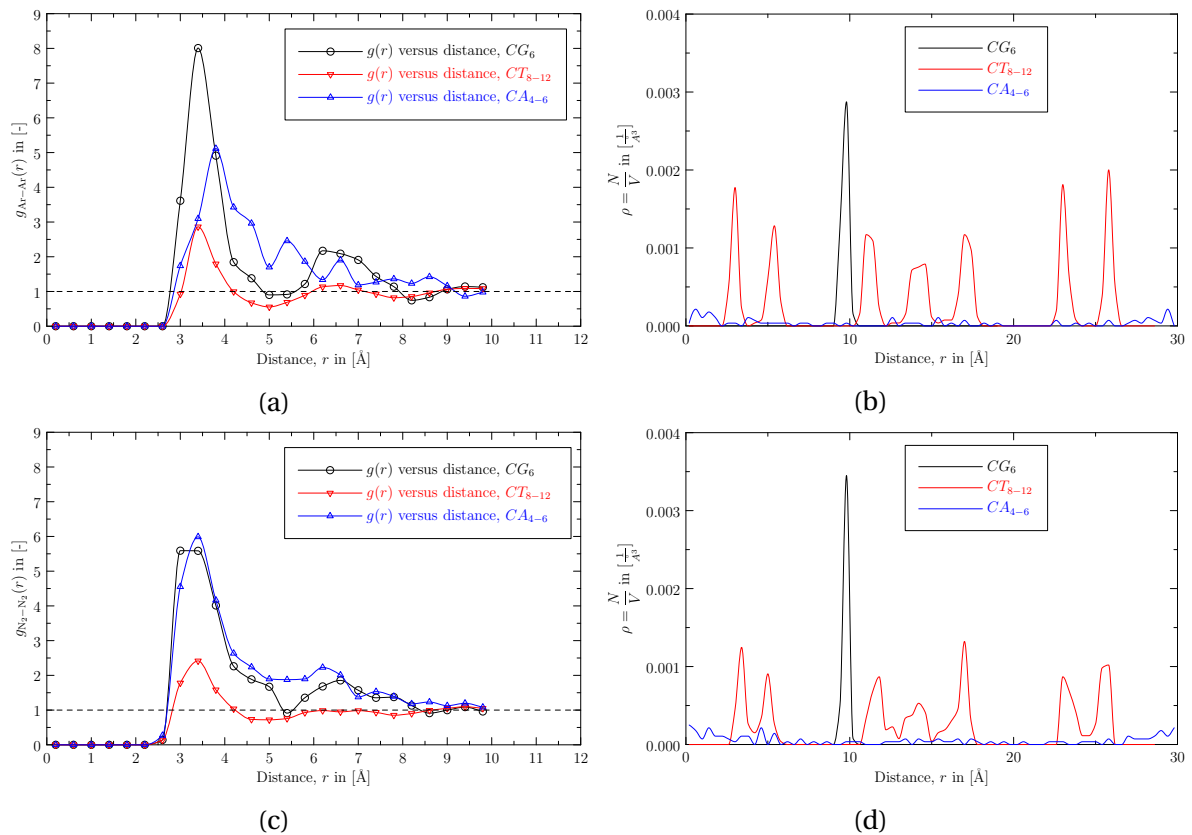 9
8
7
6
5
4
3
2
1
0
g_{Ar−Ar}(r) in [-]
g(r) versus distance, CG_6
g(r) versus distance, CT_{8−12}
g(r) versus distance, CA_{4−6}
0 1 2 3 4 5 6 7 8 9 10 11 12
Distance, r in [Å]
(a)
0.004
0.003
0.002
0.001
0.000
ρ = N/V in [1/Å^3]
CG_6
CT_{8−12}
CA_{4−6}
0 10 20 30
Distance, r in [Å]
(b)
9
8
7
6
5
4
3
2
1
0
g_{N_2−N_2}(r) in [-]
g(r) versus distance, CG_6
g(r) versus distance, CT_{8−12}
g(r) versus distance, CA_{4−6}
0 1 2 3 4 5 6 7 8 9 10 11 12
Distance, r in [Å]
(c)
0.004
0.003
0.002
0.001
0.000
ρ = N/V in [1/Å^3]
CG_6
CT_{8−12}
CA_{4−6}
0 10 20 30
Distance, r in [Å]
(d)